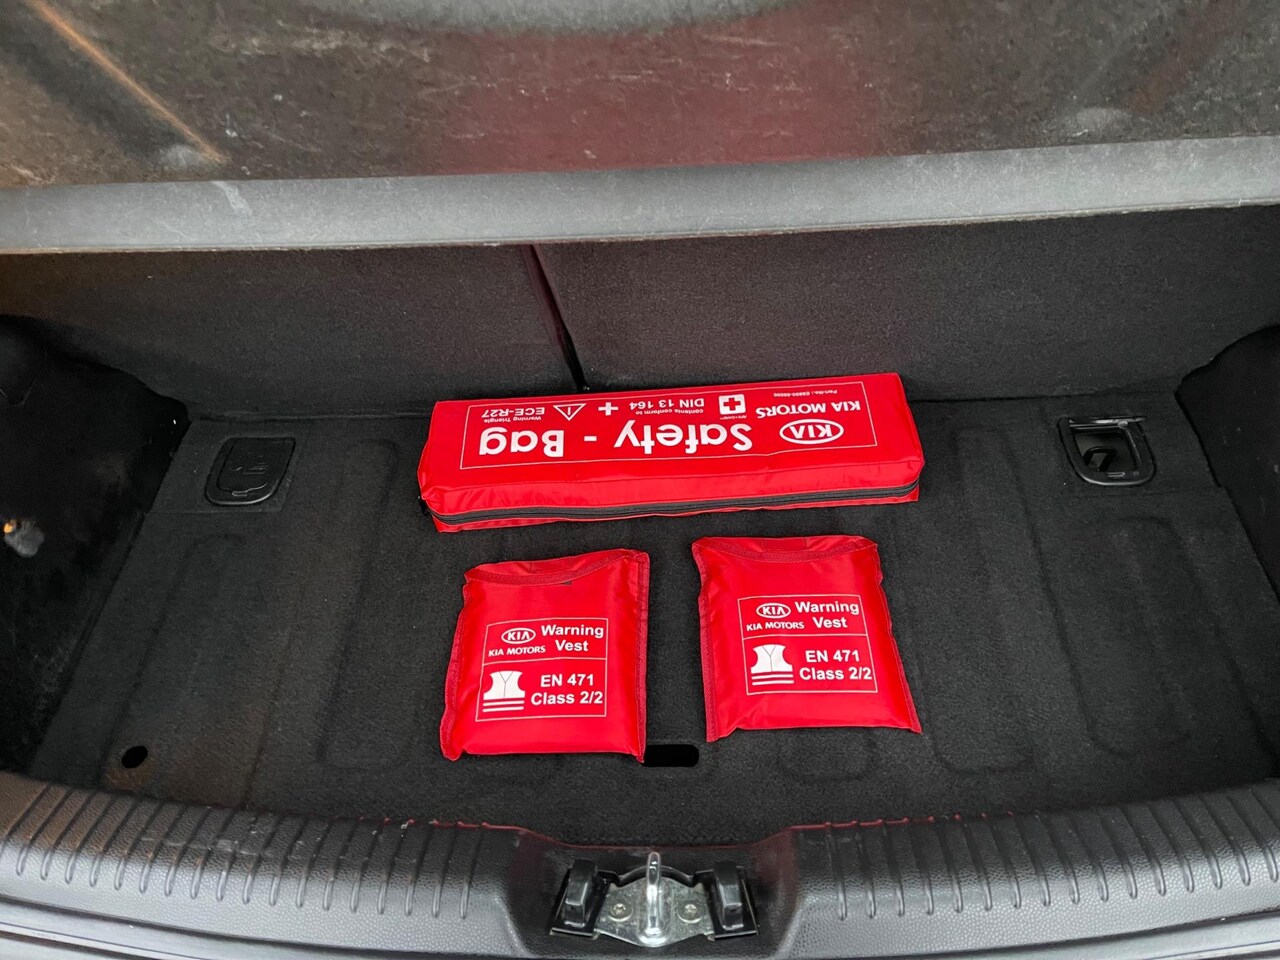 KIA
KIA MOTORS
Safety - Bag
contents conform to
DIN 13 164
+
Warning Triangle
ECE-R27
KIA
KIA MOTORS
Warning
Vest
EN 471
Class 2/2
KIA
KIA MOTORS
Warning
Vest
EN 471
Class 2/2